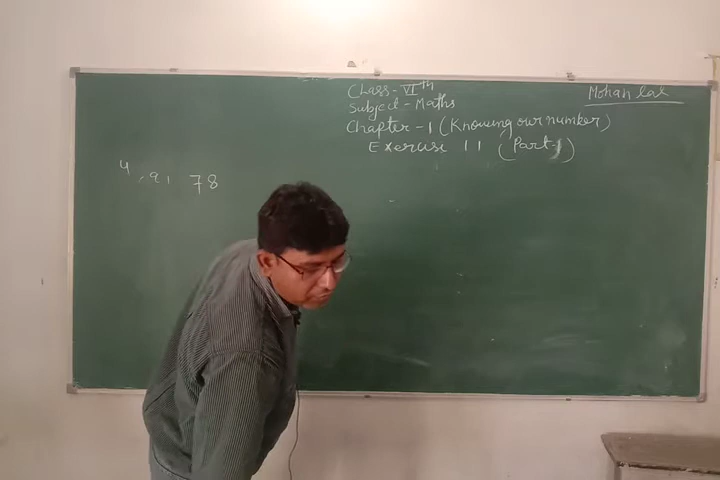 Class-VIth
Subject-Maths
Mohan lal
Chapter-1 (Knowing our number)
Exercise 1 1 (Part-1)
4, 9, 78